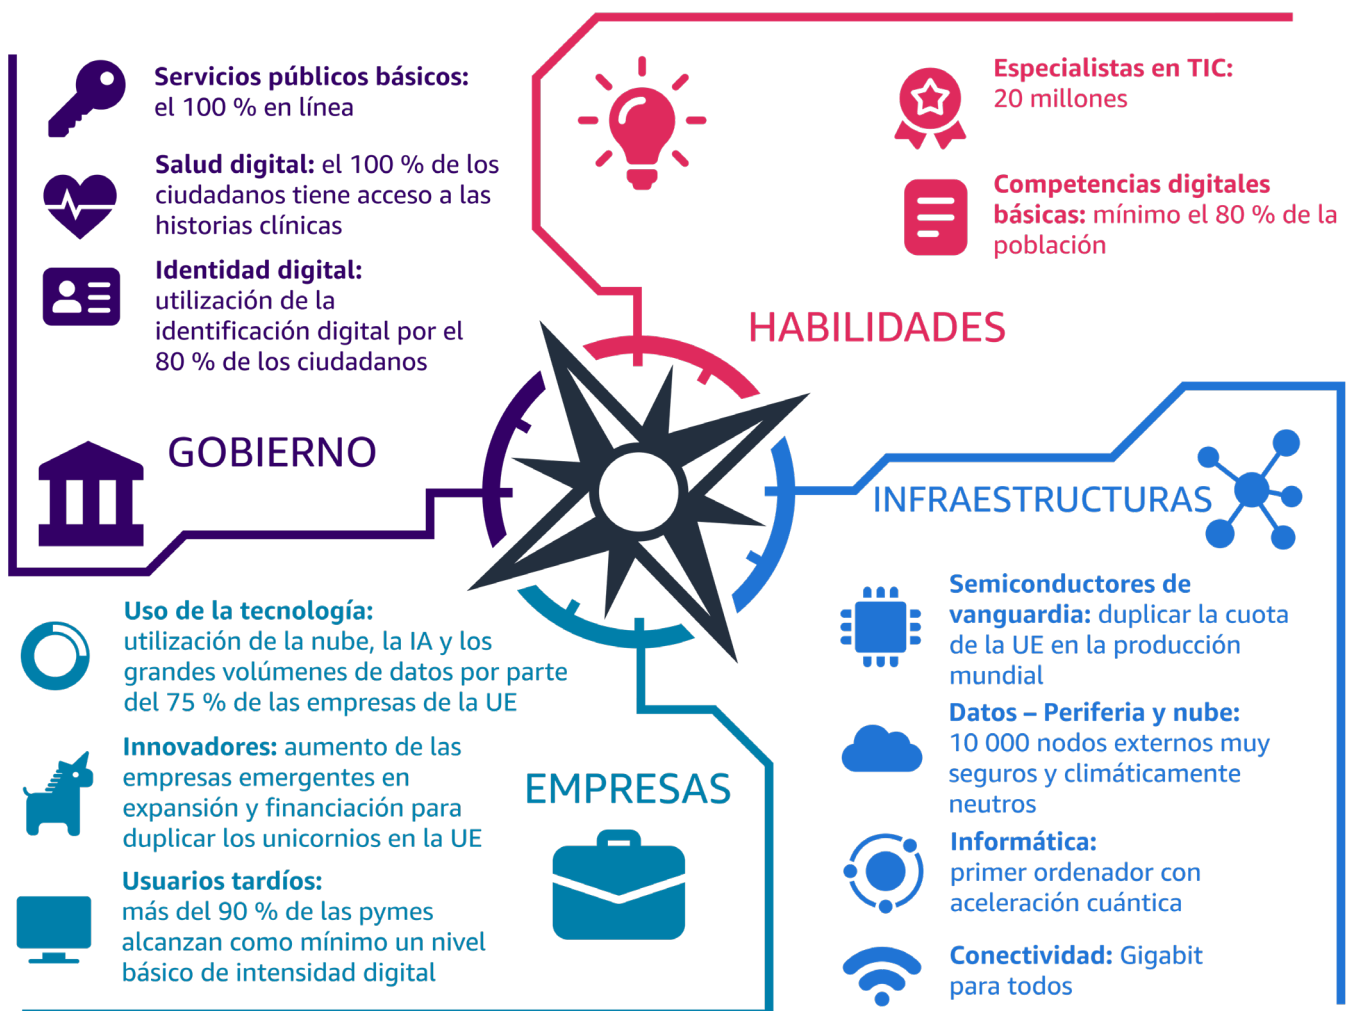 Servicios públicos básicos:
el 100 % en línea
Salud digital: el 100 % de los
ciudadanos tiene acceso a las
historias clínicas
Identidad digital:
utilización de la
identificación digital por el
80 % de los ciudadanos
GOBIERNO
Especialistas en TIC:
20 millones
Competencias digitales
básicas: mínimo el 80 % de la
población
HABILIDADES
INFRAESTRUCTURAS
Semiconductores de
vanguardia: duplicar la cuota
de la UE en la producción
mundial
Datos – Periferia y nube:
10 000 nodos externos muy
seguros y climáticamente
neutros
Informática:
primer ordenador con
aceleración cuántica
Conectividad: Gigabit
para todos
Uso de la tecnología:
utilización de la nube, la IA y los
grandes volúmenes de datos por parte
del 75 % de las empresas de la UE
Innovadores: aumento de las
empresas emergentes en
expansión y financiación para
duplicar los unicornios en la UE
Usuarios tardíos:
más del 90 % de las pymes
alcanzan como mínimo un nivel
básico de intensidad digital
EMPRESAS